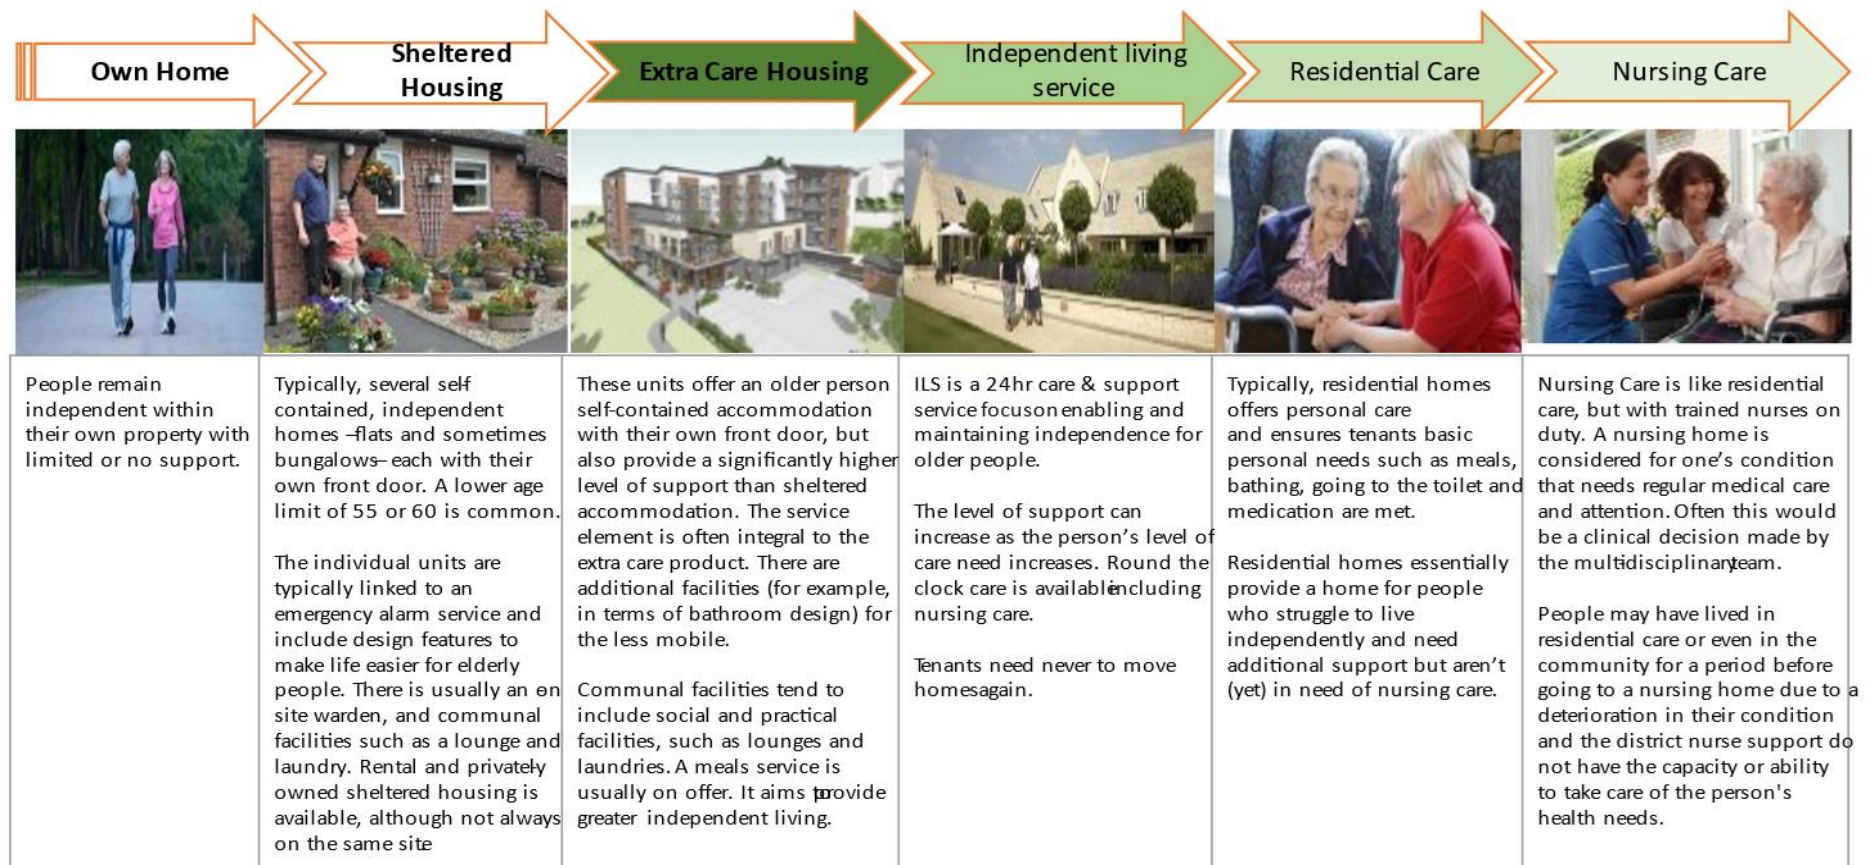 Own Home
Sheltered
Housing
Extra Care Housing
Independent living
service
Residential Care
Nursing Care
People remain
independent within
their own property with
limited or no support.
Typically, several self
contained, independent
homes –flats and sometimes
bungalows– each with their
own front door. A lower age
limit of 55 or 60 is common.
The individual units are
typically linked to an
emergency alarm service and
include design features to
make life easier for elderly
people. There is usually an on
site warden, and communal
facilities such as a lounge and
laundry. Rental and privately-
owned sheltered housing is
available, although not always
on the same site.
These units offer an older person
self-contained accommodation
with their own front door, but
also provide a significantly higher
level of support than sheltered
accommodation. The service
element is often integral to the
extra care product. There are
additional facilities (for example,
in terms of bathroom design) for
the less mobile.
Communal facilities tend to
include social and practical
facilities, such as lounges and
laundries. A meals service is
usually on offer. It aims to provide
greater independent living.
ILS is a 24hr care & support
service focuson enabling and
maintaining independence for
older people.
The level of support can
increase as the person's level of
care need increases. Round the
clock care is available including
nursing care.
Tenants need never to move
homesagain.
Typically, residential homes
offers personal care
and ensures tenants basic
personal needs such as meals,
bathing, going to the toilet and
medication are met.
Residential homes essentially
provide a home for people
who struggle to live
independently and need
additional support but aren't
(yet) in need of nursing care.
Nursing Care is like residential
care, but with trained nurses on
duty. A nursing home is
considered for one's condition
that needs regular medical care
and attention. Often this would
be a clinical decision made by
the multi-disciplinary team.
People may have lived in
residential care or even in the
community for a period before
going to a nursing home due to a
deterioration in their condition
and the district nurse support do
not have the capacity or ability
to take care of the person's
health needs.